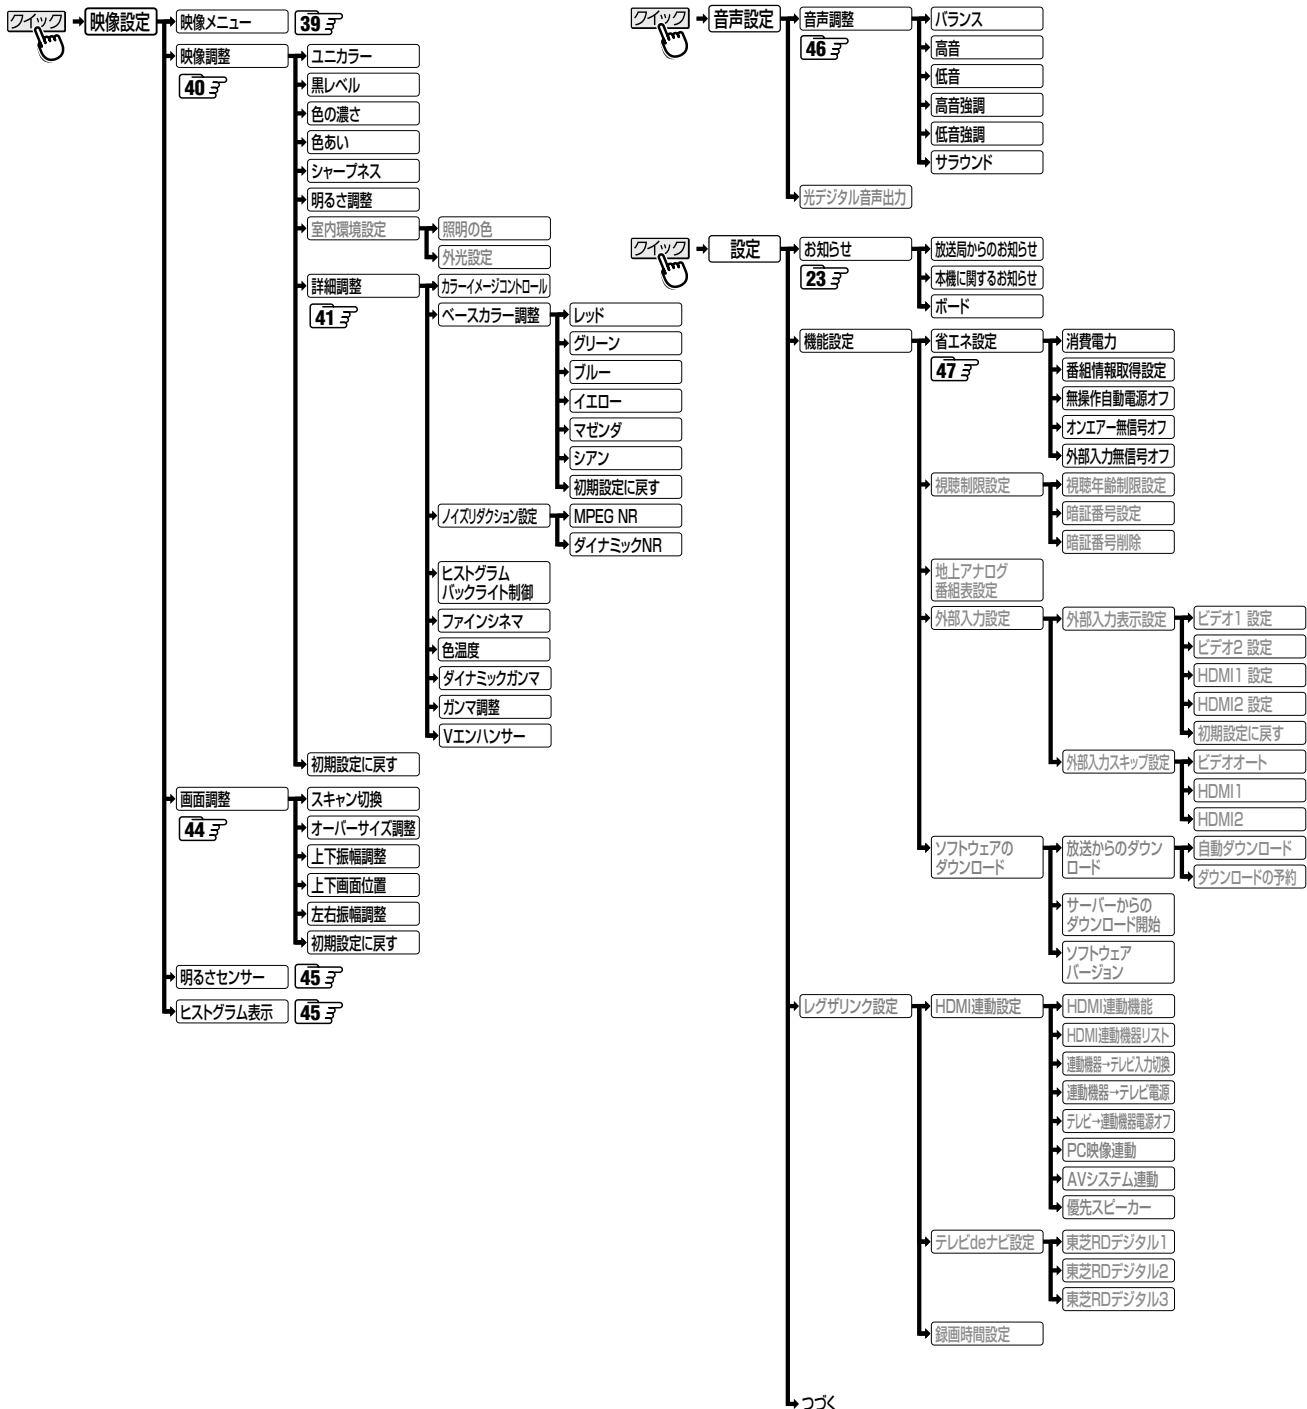 クイック
映像設定
映像メニュー
39
映像調整
40
ユニカラー
黒レベル
色の濃さ
色あい
シャープネス
明るさ調整
室内環境設定
照明の色
外光設定
詳細調整
41
カラーイメージコントロール
ベースカラー調整
レッド
グリーン
ブルー
イエロー
マゼンダ
シアン
初期設定に戻す
ノイズリダクション設定
MPEG NR
ダイナミックNR
ヒストグラム
バックライト制御
ファインシネマ
色温度
ダイナミックガンマ
ガンマ調整
Vエンハンサー
初期設定に戻す
画面調整
44
スキャン切換
オーバーサイズ調整
上下振幅調整
上下画面位置
左右振幅調整
初期設定に戻す
明るさセンサー
45
ヒストグラム表示
45
クイック
音声設定
音声調整
46
バランス
高音
低音
高音強調
低音強調
サラウンド
光デジタル音声出力
クイック
設定
お知らせ
23
放送局からのお知らせ
本機に関するお知らせ
ボード
機能設定
省エネ設定
47
消費電力
番組情報取得設定
無操作自動電源オフ
オンエアー無信号オフ
外部入力無信号オフ
視聴制限設定
視聴年齢制限設定
暗証番号設定
暗証番号削除
地上アナログ
番組表設定
外部入力設定
外部入力表示設定
ビデオ1 設定
ビデオ2 設定
HDMI1 設定
HDMI2 設定
初期設定に戻す
外部入力スキップ設定
ビデオオート
HDMI1
HDMI2
ソフトウェアの
ダウンロード
放送からのダウン
ロード
自動ダウンロード
ダウンロードの予約
サーバーからの
ダウンロード開始
ソフトウェア
バージョン
レグザリンク設定
HDMI連動設定
HDMI連動機能
HDMI連動機器リスト
連動機器→テレビ入力切換
連動機器→テレビ電源
テレビ→連動機器電源オフ
PC映像連動
AVシステム連動
優先スピーカー
テレビdeナビ設定
東芝RDデジタル1
東芝RDデジタル2
東芝RDデジタル3
録画時間設定
つづく